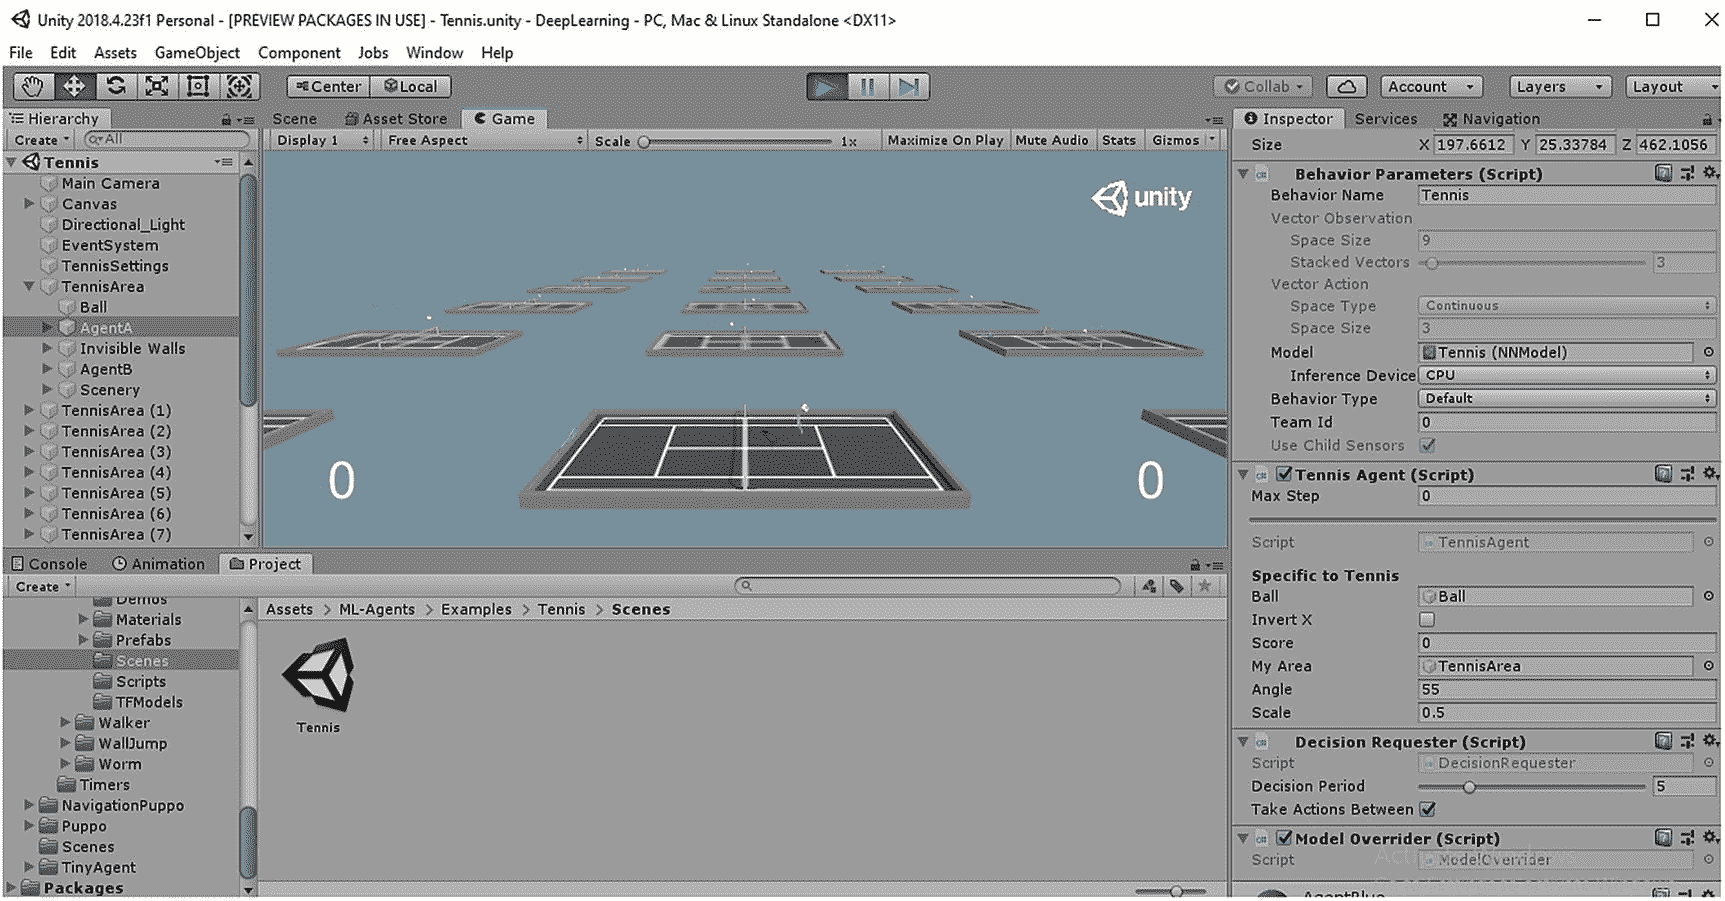 Unity 2018.4.23f1 Personal - [PREVIEW PACKAGES IN USE] - Tennis.unity - DeepLearning - PC, Mac & Linux Standalone <DX11>
File Edit Assets GameObject Component Jobs Window Help
Center Local Collab Account Layers Layout
Hierarchy
Create All
Tennis
Main Camera
Canvas
Directional_Light
EventSystem
TennisSettings
TennisArea
Ball
AgentA
Invisible Walls
AgentB
Scenery
TennisArea (1)
TennisArea (2)
TennisArea (3)
TennisArea (4)
TennisArea (5)
TennisArea (6)
TennisArea (7)
Scene Asset Store Game
Display 1 Free Aspect Scale 1x Maximize On Play Mute Audio Stats Gizmos
unity
0 0
Console Animation Project
Create
Demos
Materials
Prefabs
Scenes
Scripts
TFModels
Walker
WallJump
Worm
Timers
NavigationPuppo
Puppo
Scenes
TinyAgent
Packages
Assets > ML-Agents > Examples > Tennis > Scenes
Tennis
Inspector Services Navigation
Size X 197.6612 Y 25.33784 Z 462.1056
Behavior Parameters (Script)
Behavior Name Tennis
Vector Observation
Space Size 9
Stacked Vectors 3
Vector Action
Space Type Continuous
Space Size 3
Model Tennis (NNModel)
Inference Device CPU
Behavior Type Default
Team Id 0
Use Child Sensors
Tennis Agent (Script)
Max Step 0
Script TennisAgent
Specific to Tennis
Ball Ball
Invert X
Score 0
My Area TennisArea
Angle 55
Scale 0.5
Decision Requester (Script)
Script DecisionRequester
Decision Period 5
Take Actions Between
Model Overrider (Script)
Script ModelOverrider
AgentBlue